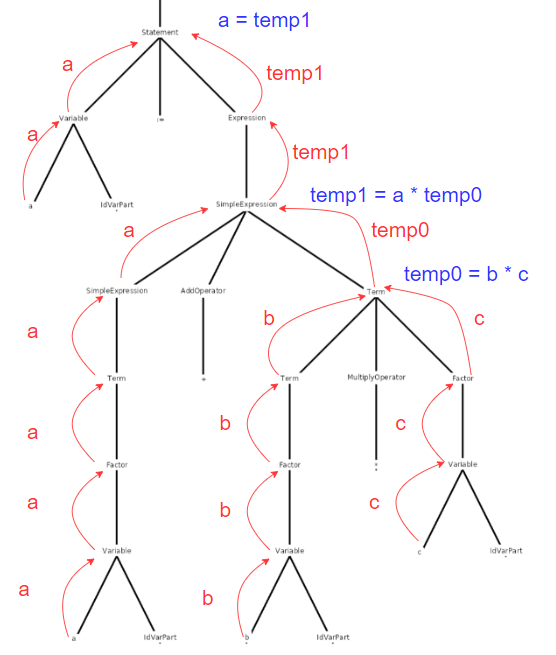 a = temp1
Statement
a
temp1
Variable
:=
Expression
a
temp1
a
IdVarPart
SimpleExpression
temp1 = a * temp0
a
temp0
temp0 = b * c
SimpleExpression
AddOperator
Term
a
b
c
Term
+
Term
MultiplyOperator
Factor
a
b
c
Factor
*
Factor
Variable
a
b
c
Variable
Variable
c
IdVarPart
a
b
a
IdVarPart
b
IdVarPart